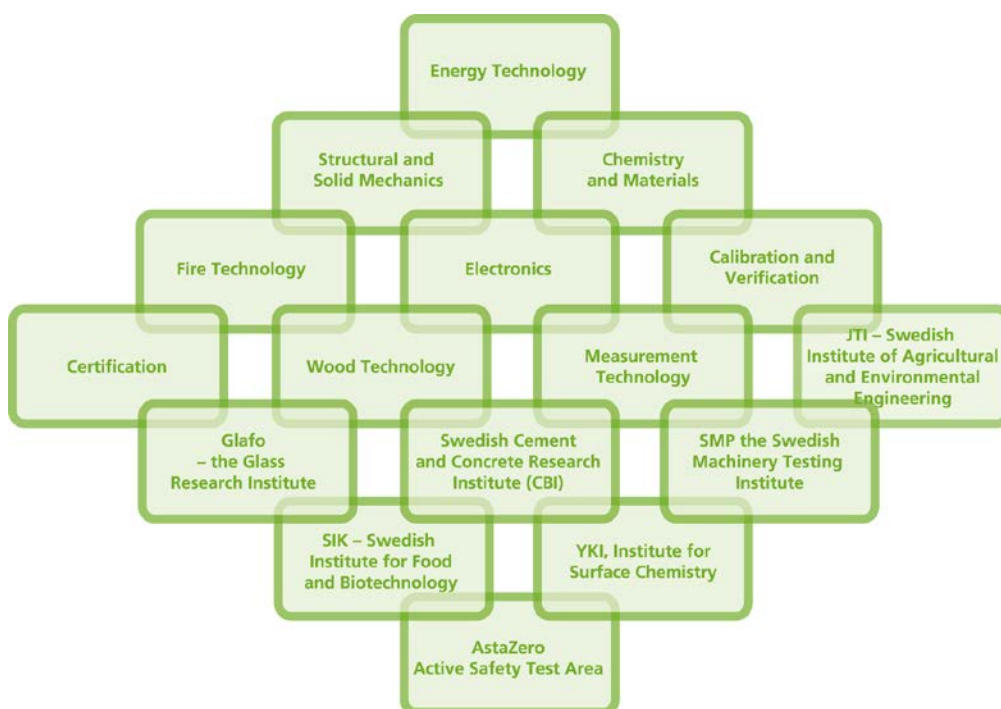 Energy Technology
Structural and
Solid Mechanics
Chemistry
and Materials
Fire Technology
Electronics
Calibration and
Verification
Certification
Wood Technology
Measurement
Technology
JTI – Swedish
Institute of Agricultural
and Environmental
Engineering
Glafo
– the Glass
Research Institute
Swedish Cement
and Concrete Research
Institute (CBI)
SMP the Swedish
Machinery Testing
Institute
SIK – Swedish
Institute for Food
and Biotechnology
YKI, Institute for
Surface Chemistry
AstaZero
Active Safety Test Area